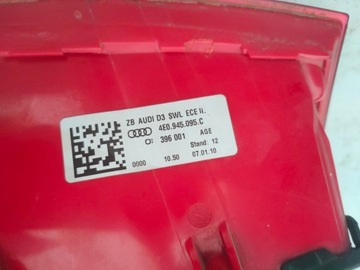 ZB AUDI D3 SWL ECE li.
4E0.945.095.C
396 001 AGE
Stand: 12
0000 10.50 07.01.10